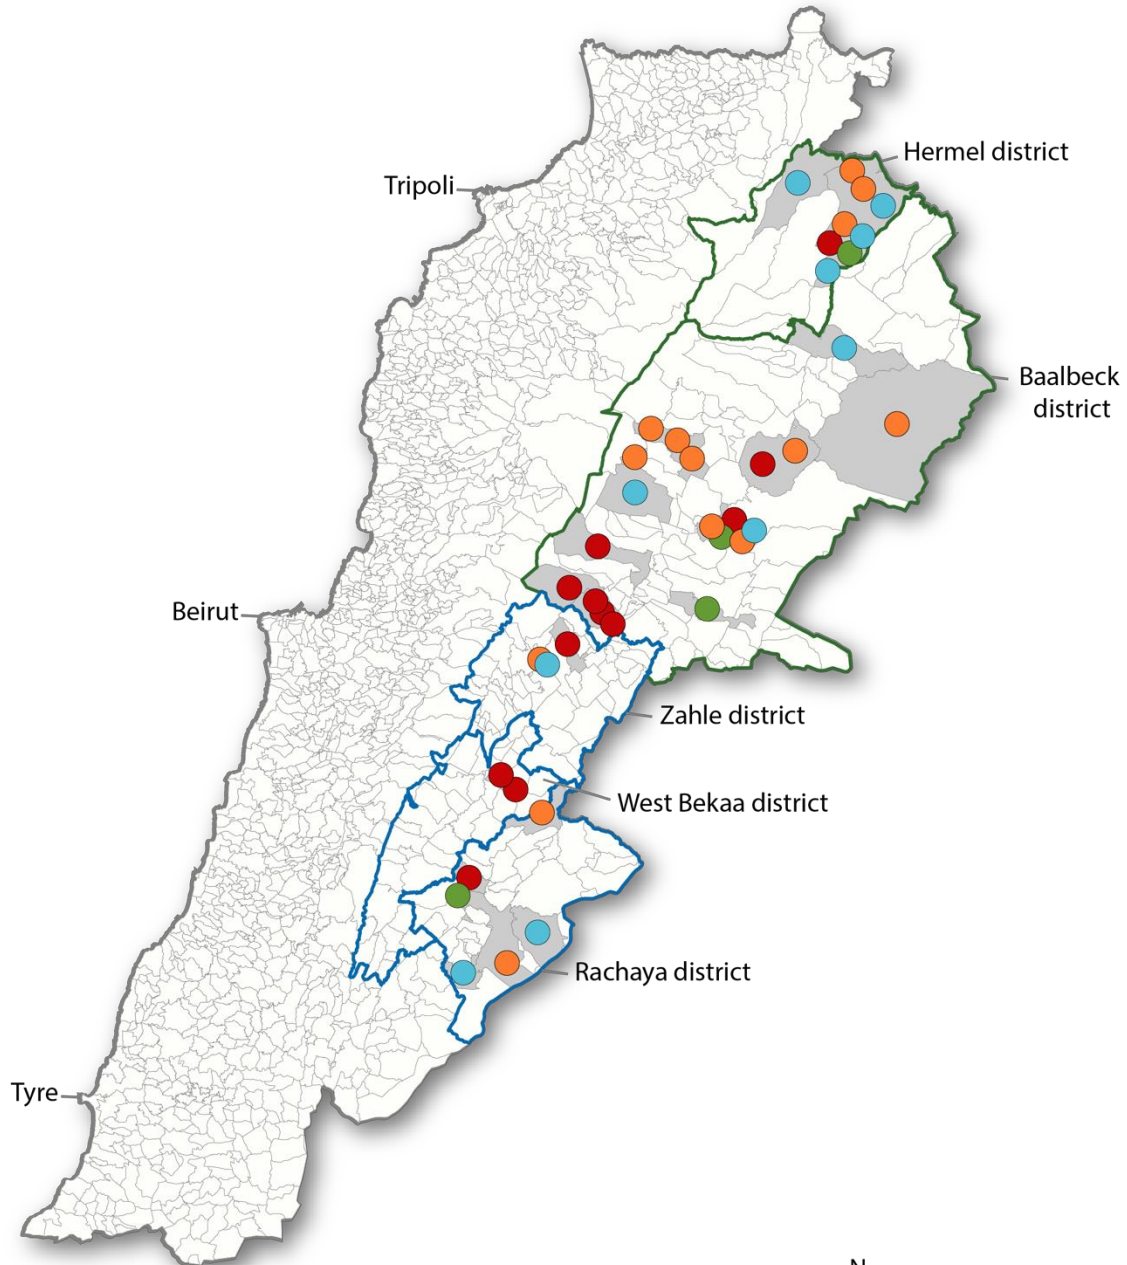 Hermel district
Tripoli
Baalbeck
district
Beirut
Zahle district
West Bekaa district
Rachaya district
Tyre
N